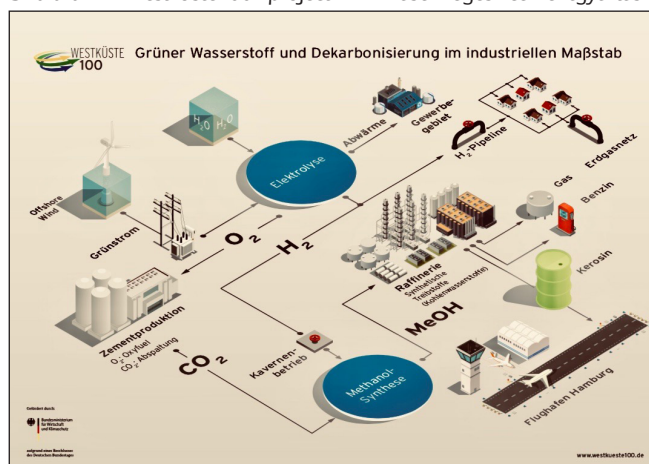 WESTKÜSTE
100
Grüner Wasserstoff und Dekarbonisierung im industriellen Maßstab
H₂O
H₂O
Elektrolyse
Abwärme
Gewerbe-
gebiet
H₂-Pipeline
Erdgasnetz
Offshore
Wind
Grünstrom
O₂
H₂
Gas
Benzin
Raffinerie
Synthetische
Treibstoffe
(Kohlenwasserstoffe)
Kerosin
Zementproduktion
O₂: Oxyfuel
CO₂: Abspaltung
CO₂
MeOH
Kavernen-
betrieb
Methanol-
Synthese
Flughafen Hamburg
Gefördert durch:
Bundesministerium
für Wirtschaft
und Klimaschutz
aufgrund eines Beschlusses
des Deutschen Bundestages
www.westkueste100.de